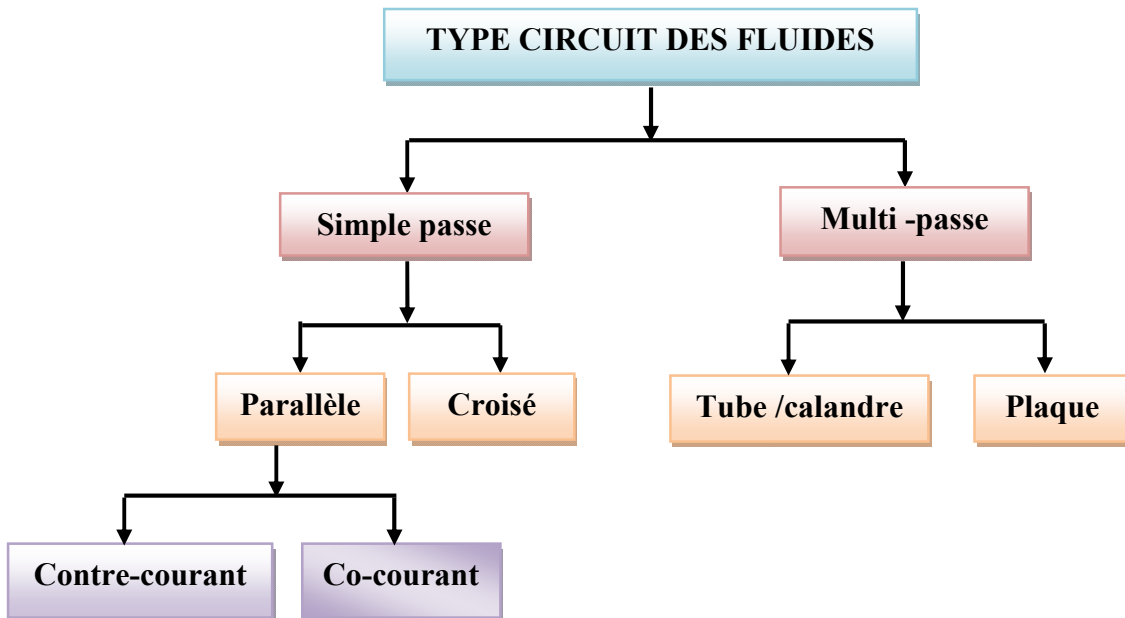 TYPE CIRCUIT DES FLUIDES
Simple passe
Multi -passe
Parallèle
Croisé
Tube /calandre
Plaque
Contre-courant
Co-courant